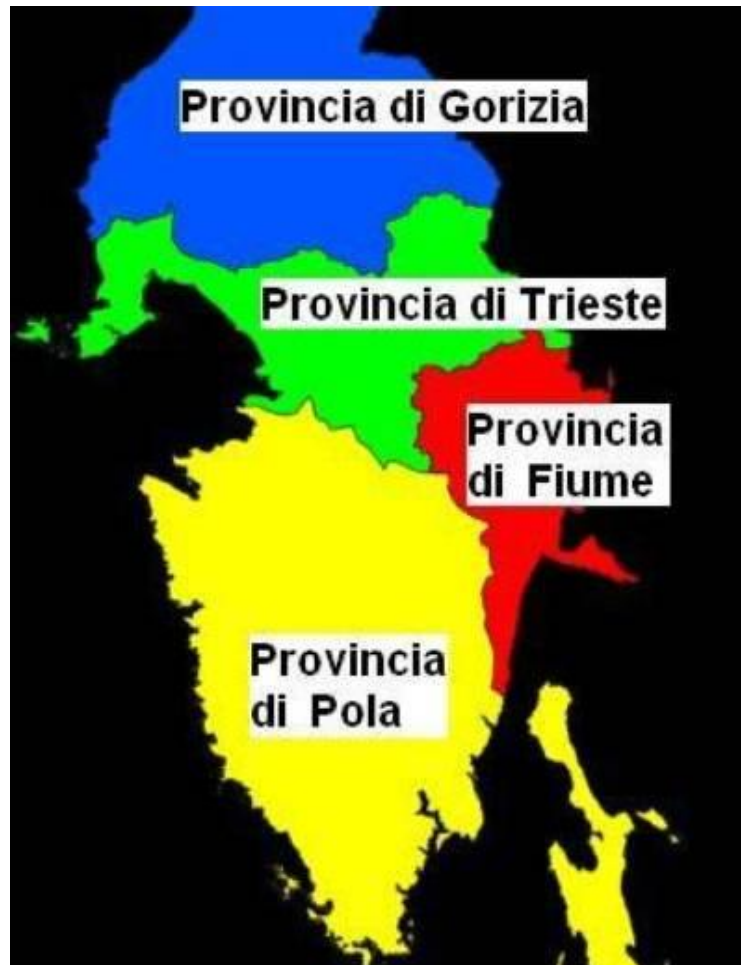 Provincia di Gorizia
Provincia di Trieste
Provincia
di Fiume
Provincia
di Pola